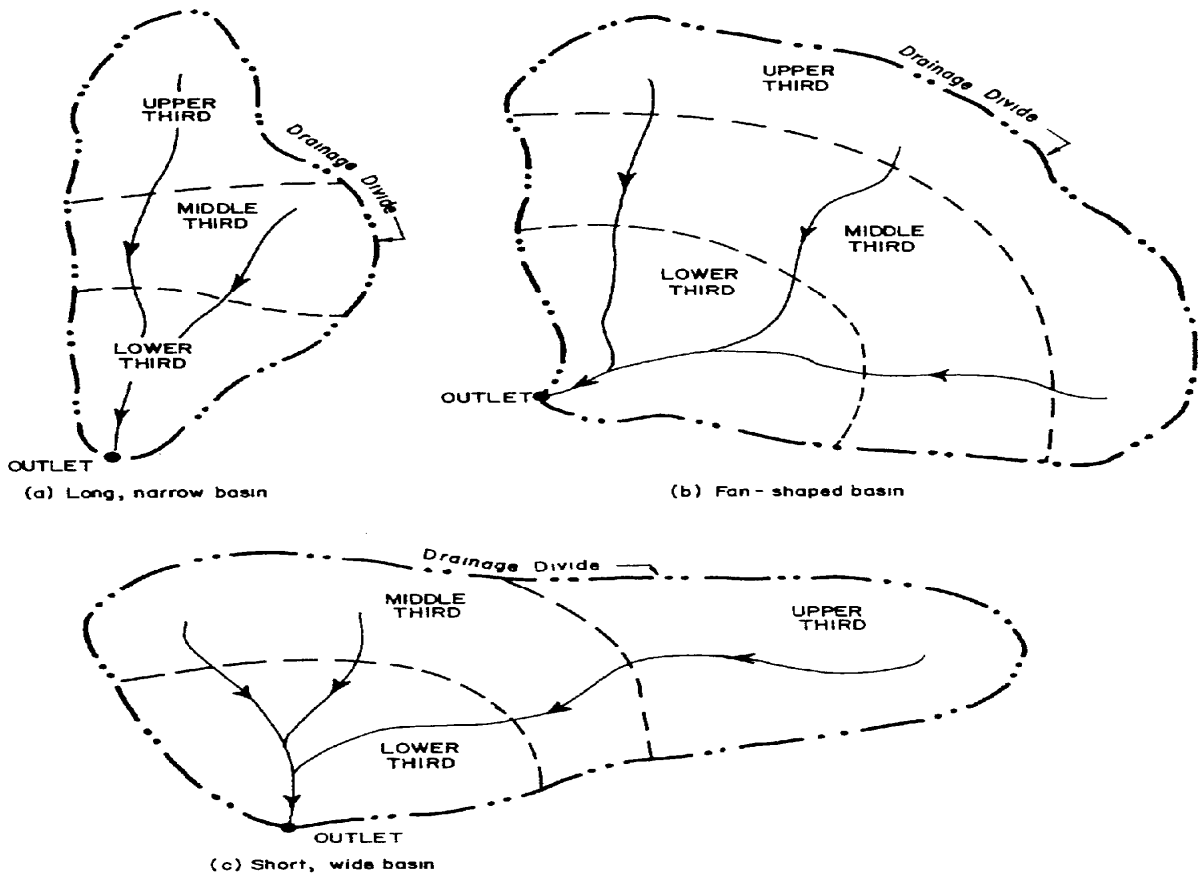 UPPER
THIRD
Drainage Divide
MIDDLE
THIRD
LOWER
THIRD
OUTLET
(a) Long, narrow basin
UPPER
THIRD
Drainage Divide
MIDDLE
THIRD
LOWER
THIRD
OUTLET
(b) Fan-shaped basin
Drainage Divide
MIDDLE
THIRD
UPPER
THIRD
LOWER
THIRD
OUTLET
(c) Short, wide basin